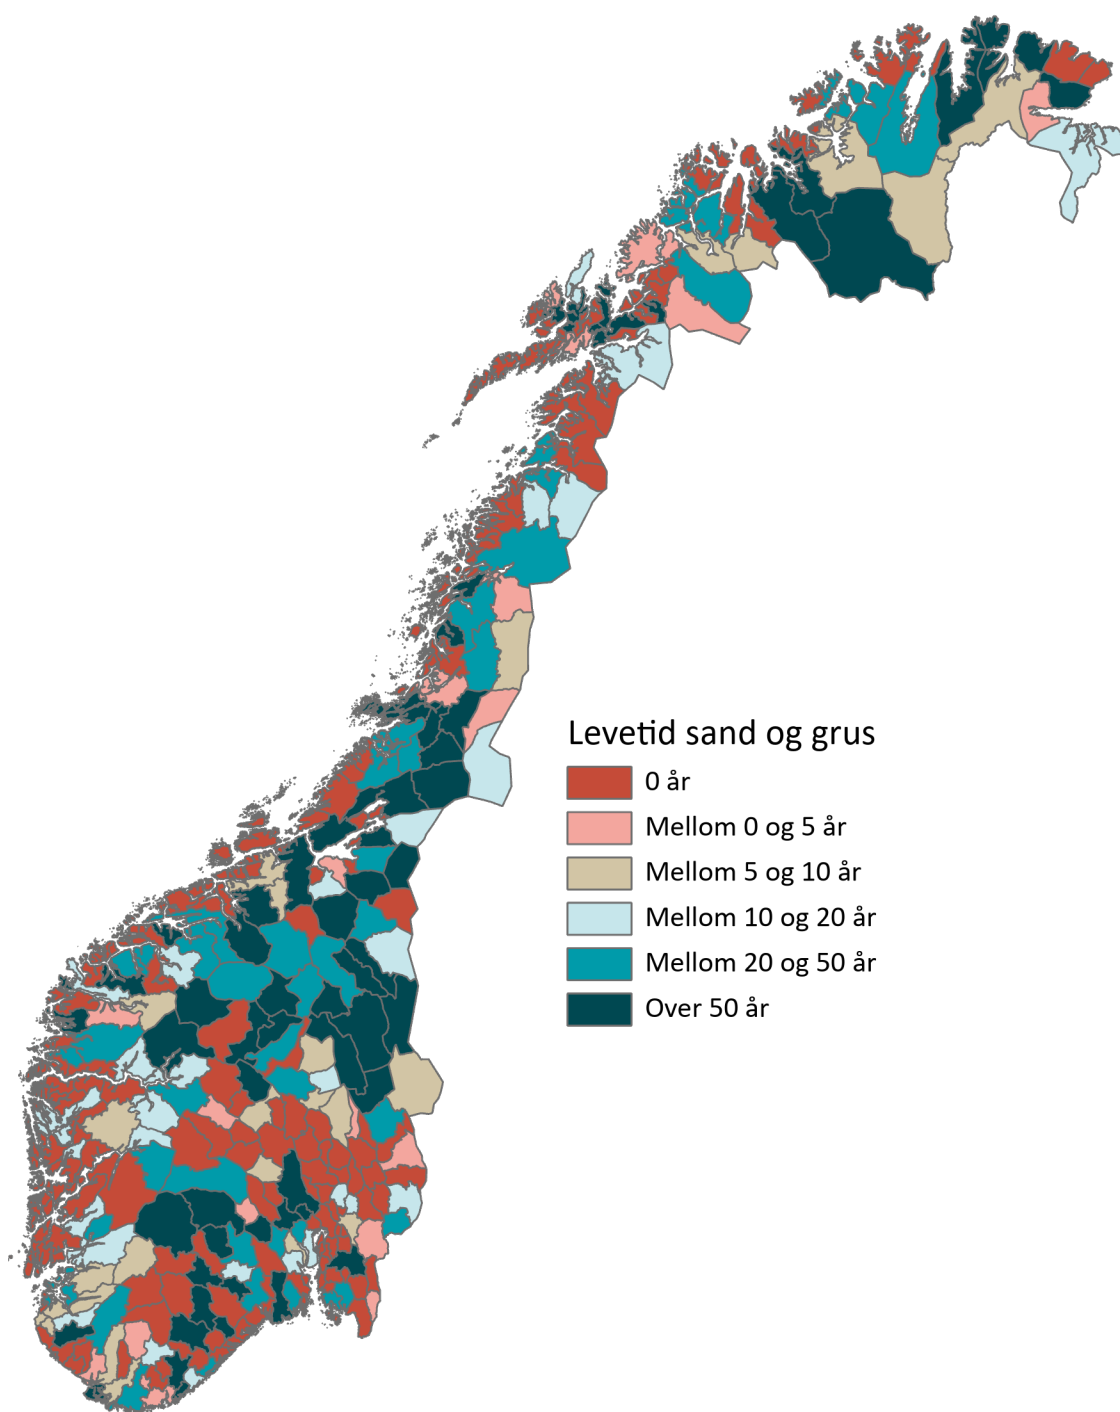 Levetid sand og grus
0 år
Mellom 0 og 5 år
Mellom 5 og 10 år
Mellom 10 og 20 år
Mellom 20 og 50 år
Over 50 år